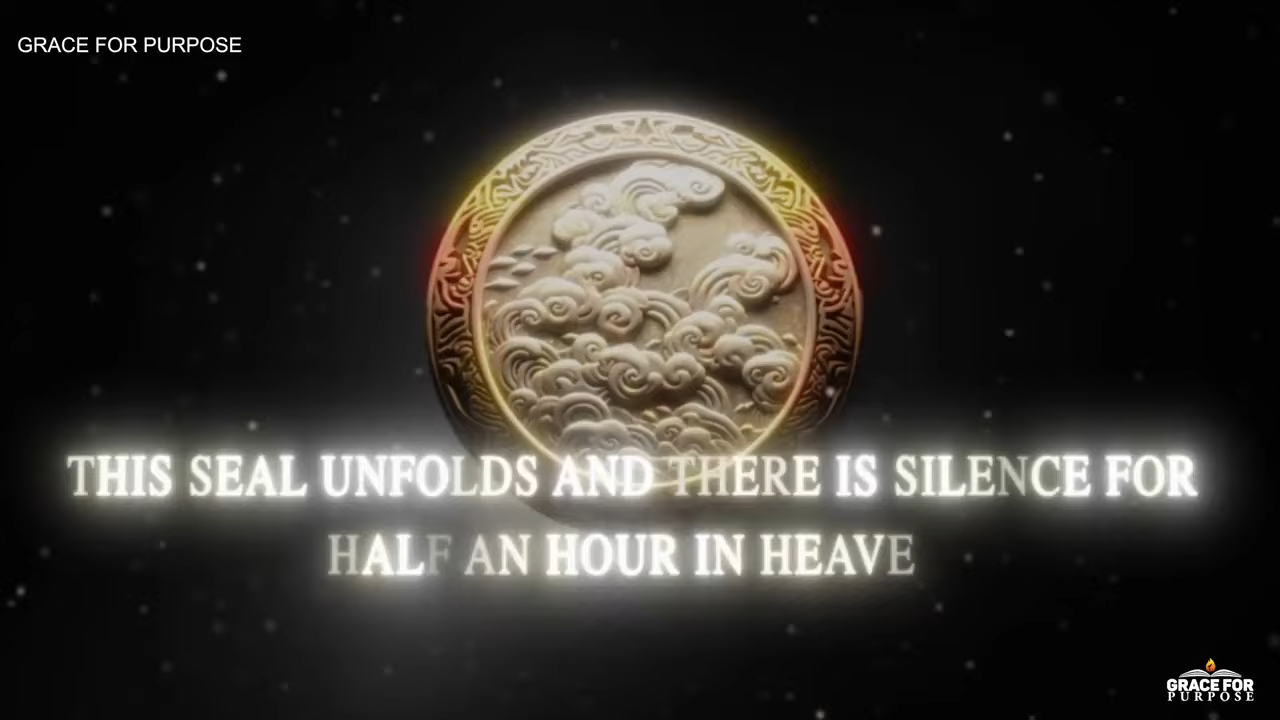 GRACE FOR PURPOSE
THIS SEAL UNFOLDS AND THERE IS SILENCE FOR
HALF AN HOUR IN HEAVE
GRACE FOR
PURPOSE